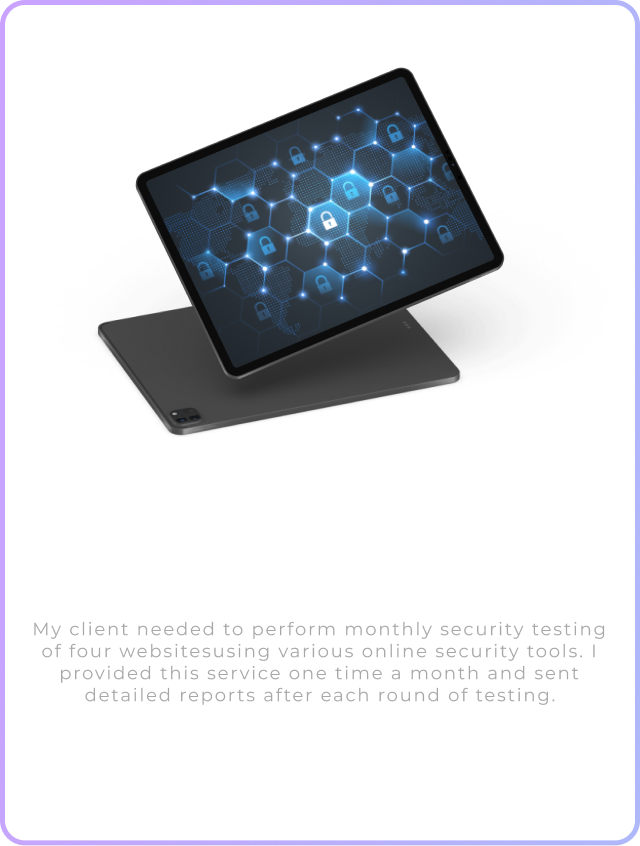 My client needed to perform monthly security testing
of four websitesusing various online security tools. I
provided this service one time a month and sent
detailed reports after each round of testing.